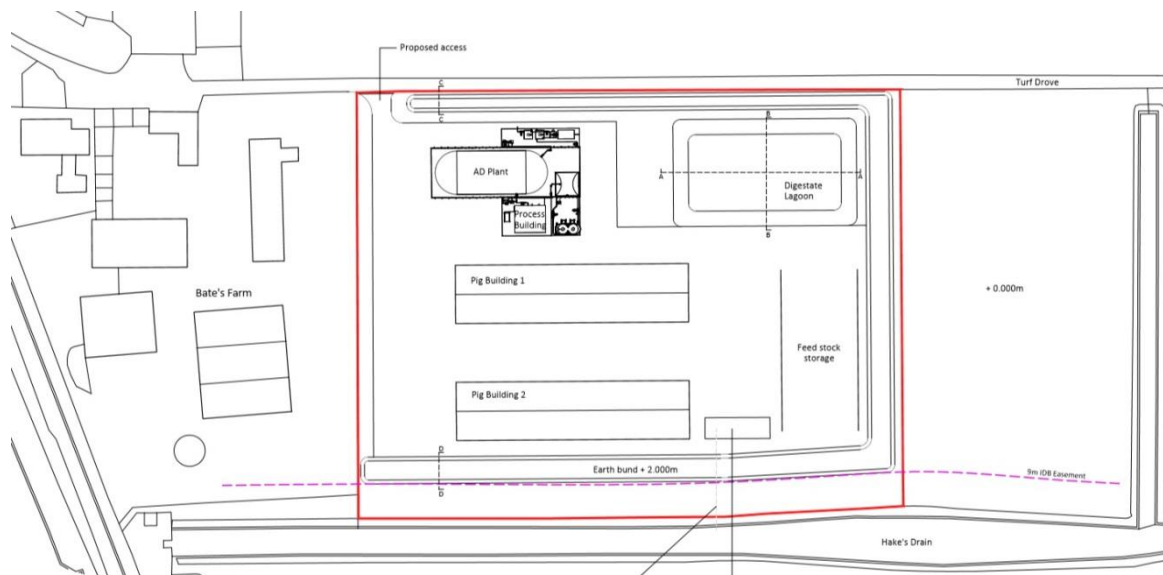 Proposed access
Turf Drove
C
C
B
AD Plant
A
A
Digestate
Lagoon
Process
Building
B
Pig Building 1
Bate's Farm
+ 0.000m
Feed stock
storage
Pig Building 2
D
Earth bund + 2.000m
9m IDB Easement
D
Hake's Drain